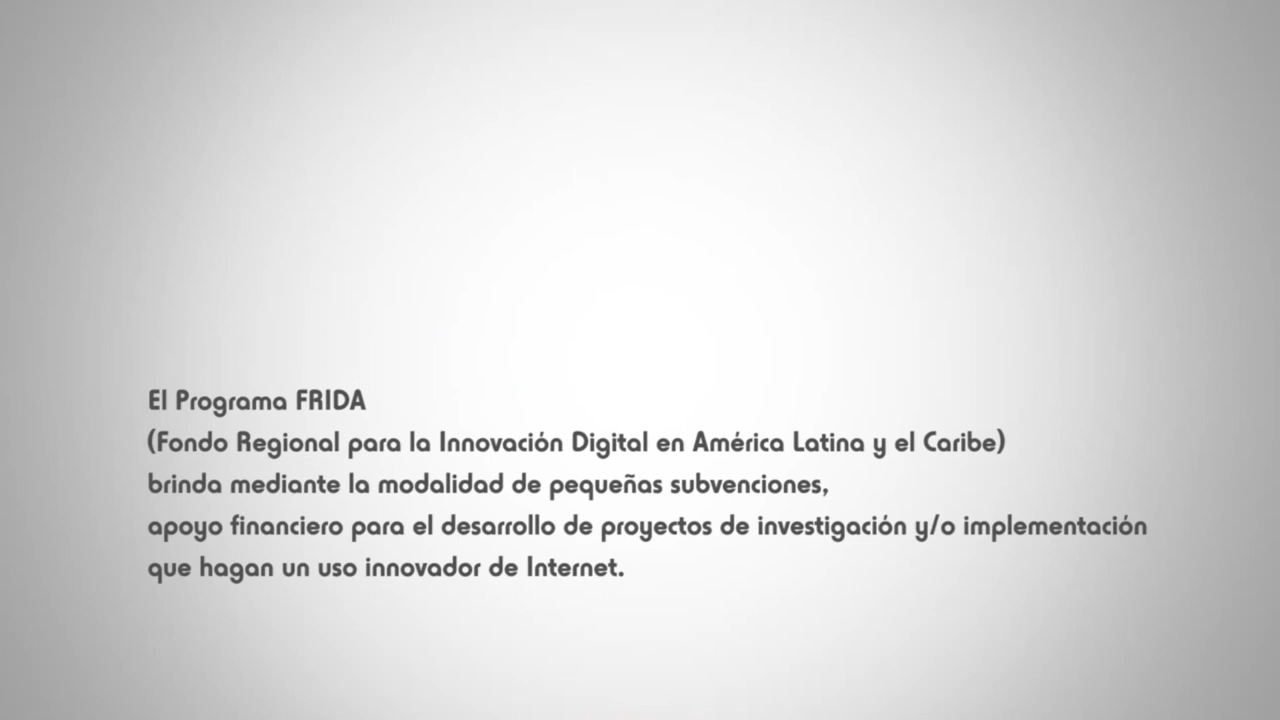 El Programa FRIDA
(Fondo Regional para la Innovación Digital en América Latina y el Caribe)
brinda mediante la modalidad de pequeñas subvenciones,
apoyo financiero para el desarrollo de proyectos de investigación y/o implementación
que hagan un uso innovador de Internet.